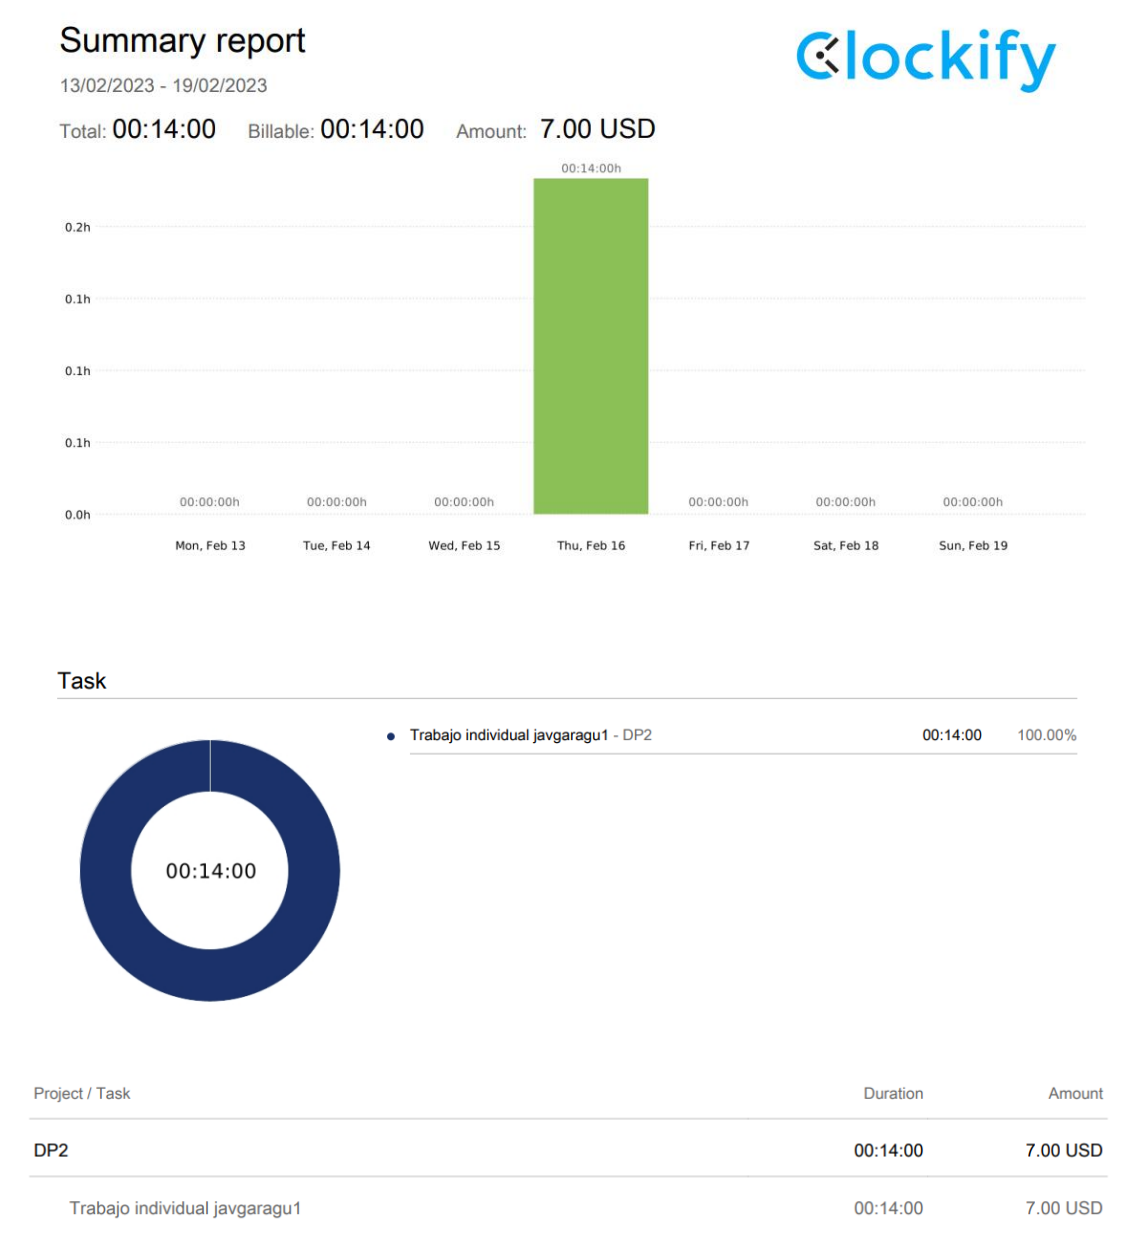 Summary report
Clockify
13/02/2023 - 19/02/2023
Total: 00:14:00 Billable: 00:14:00 Amount: 7.00 USD
00:14:00h
0.2h
0.1h
0.1h
0.1h
00:00:00h 00:00:00h 00:00:00h 00:00:00h 00:00:00h 00:00:00h
0.0h
Mon, Feb 13 Tue, Feb 14 Wed, Feb 15 Thu, Feb 16 Fri, Feb 17 Sat, Feb 18 Sun, Feb 19
Task
Trabajo individual javgaragu1 - DP2 00:14:00 100.00%
00:14:00
Project / Task Duration Amount
DP2 00:14:00 7.00 USD
Trabajo individual javgaragu1 00:14:00 7.00 USD